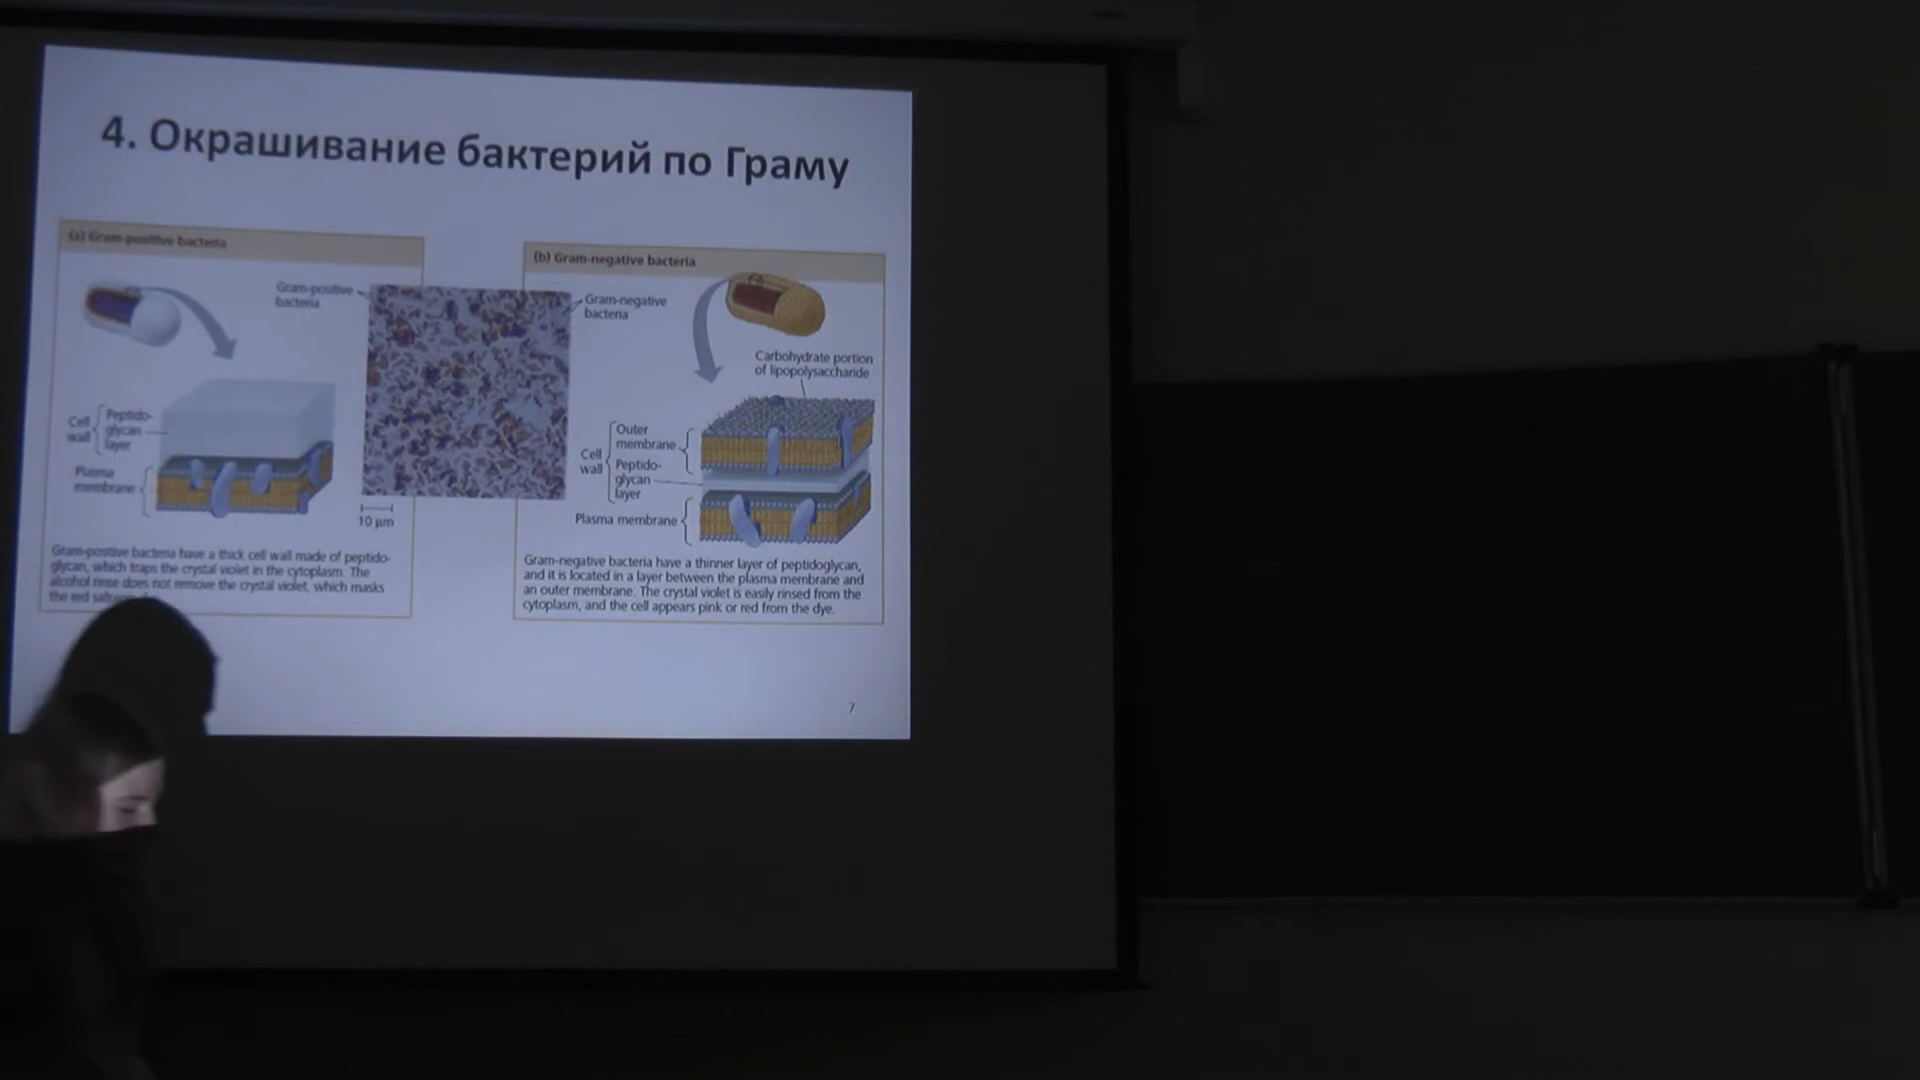 4. Окрашивание бактерий по Граму
(a) Gram-positive bacteria
Gram-positive
bacteria
Cell
wall
Peptido-
glycan
layer
Plasma
membrane
10 µm
Gram-positive bacteria have a thick cell wall made of peptido-
glycan, which traps the crystal violet in the cytoplasm. The
alcohol rinse does not remove the crystal violet, which masks
the red
(b) Gram-negative bacteria
Gram-negative
bacteria
Carbohydrate portion
of lipopolysaccharide
Cell
wall
Outer
membrane
Peptido-
glycan
layer
Plasma membrane
Gram-negative bacteria have a thinner layer of peptidoglycan,
and it is located in a layer between the plasma membrane and
an outer membrane. The crystal violet is easily rinsed from the
cytoplasm, and the cell appears pink or red from the dye.
7